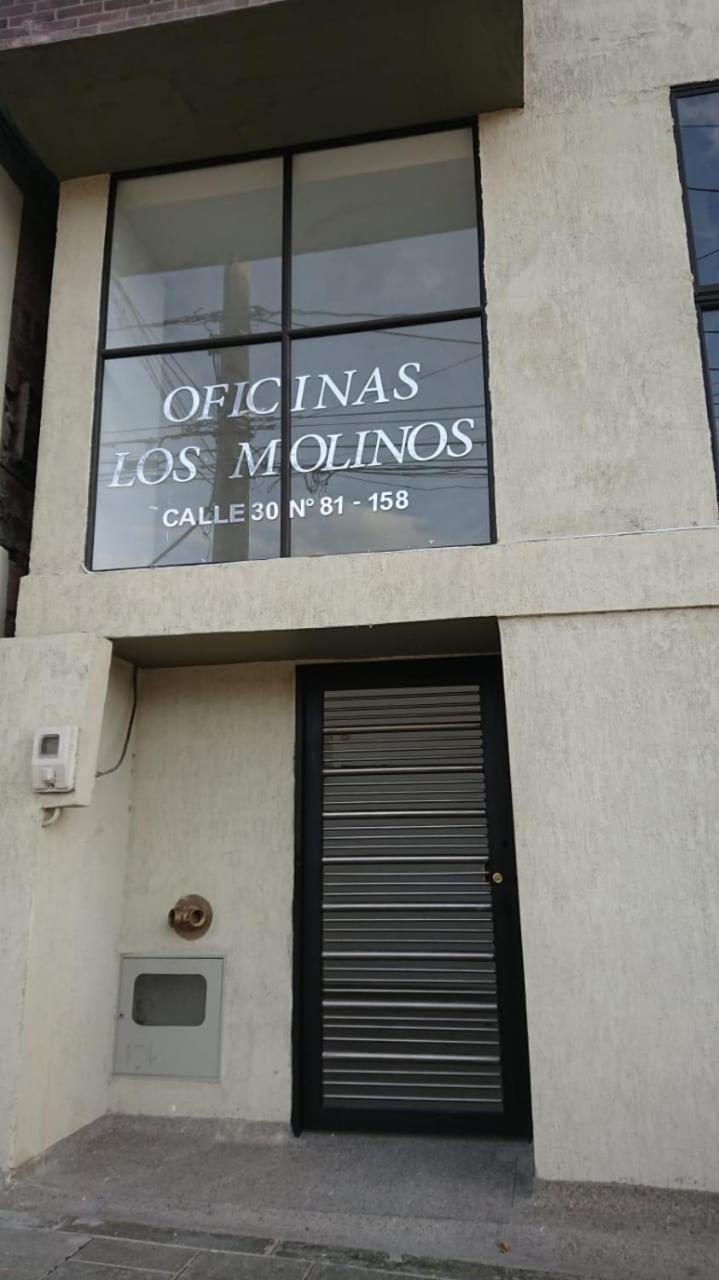 OFICINAS
LOS MOLINOS
CALLE 30 Nº 81 - 158